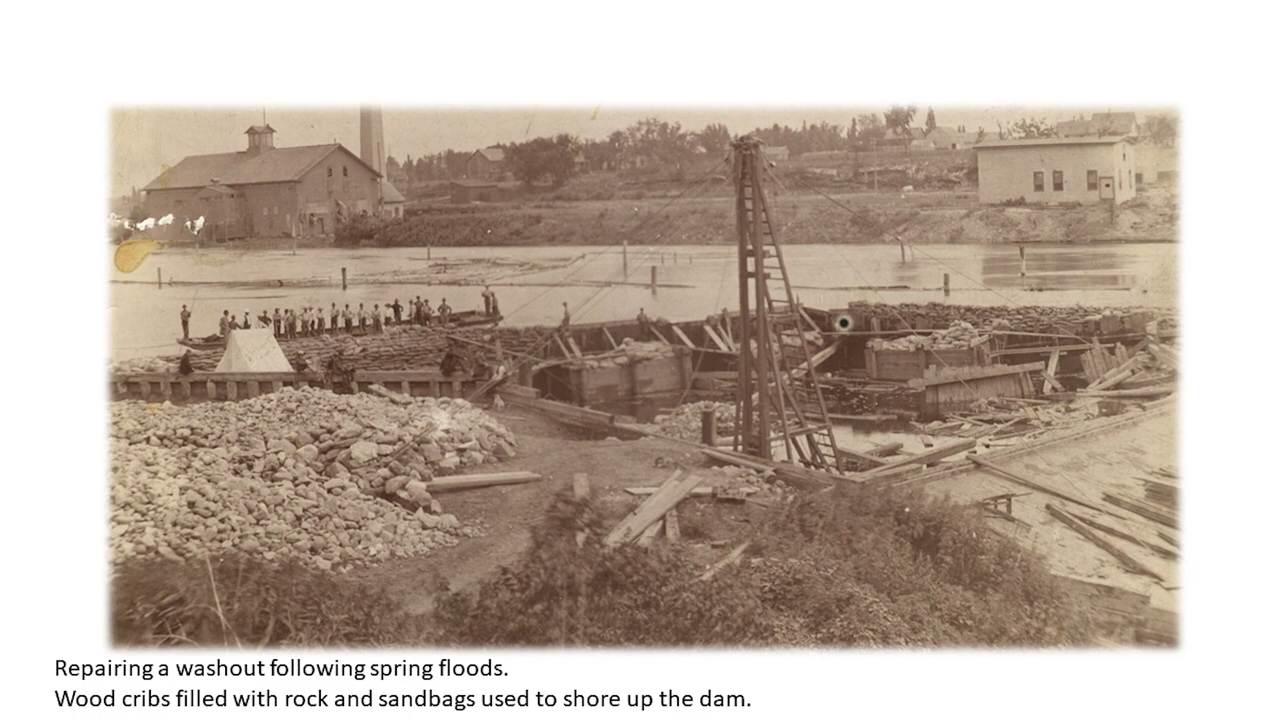 Repairing a washout following spring floods.
Wood cribs filled with rock and sandbags used to shore up the dam.